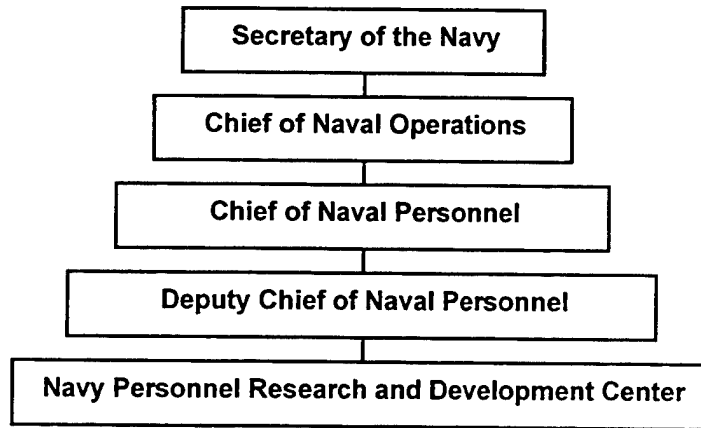 Secretary of the Navy
Chief of Naval Operations
Chief of Naval Personnel
Deputy Chief of Naval Personnel
Navy Personnel Research and Development Center